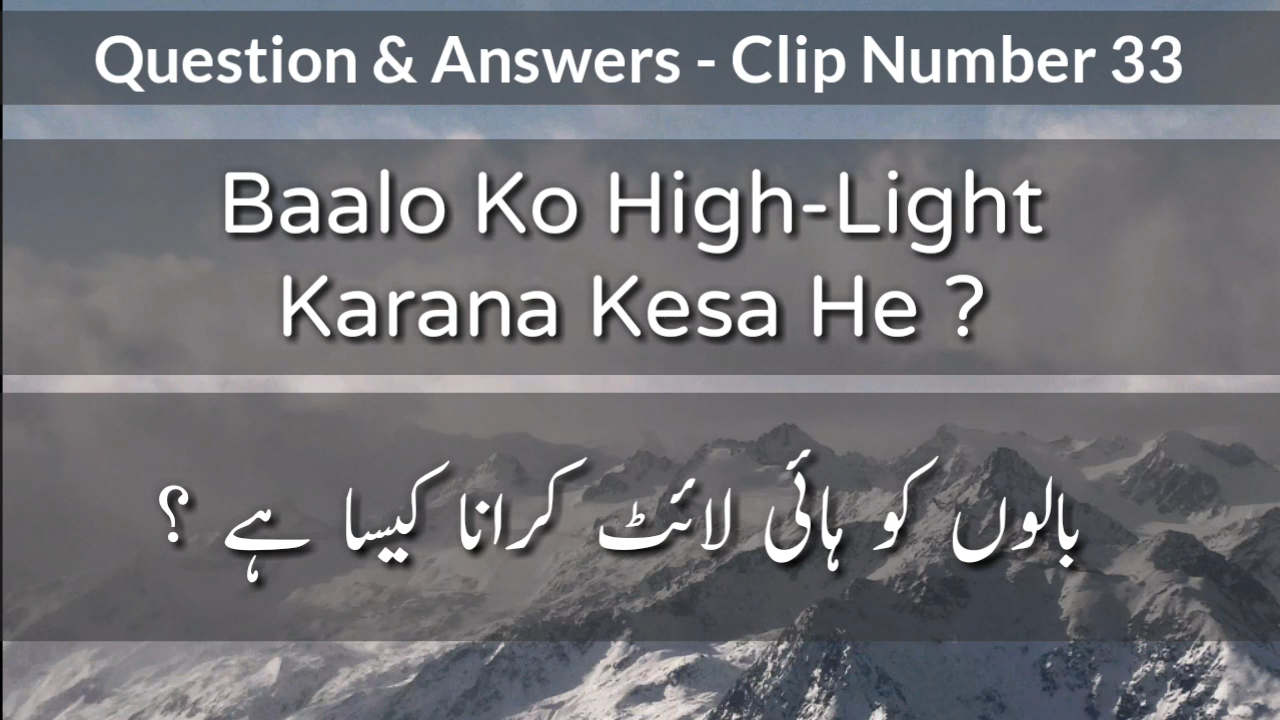 Question & Answers - Clip Number 33
Baalo Ko High-Light
Karana Kesa He ?
بالوں کو ہائی لائٹ کرانا کیسا ہے ؟